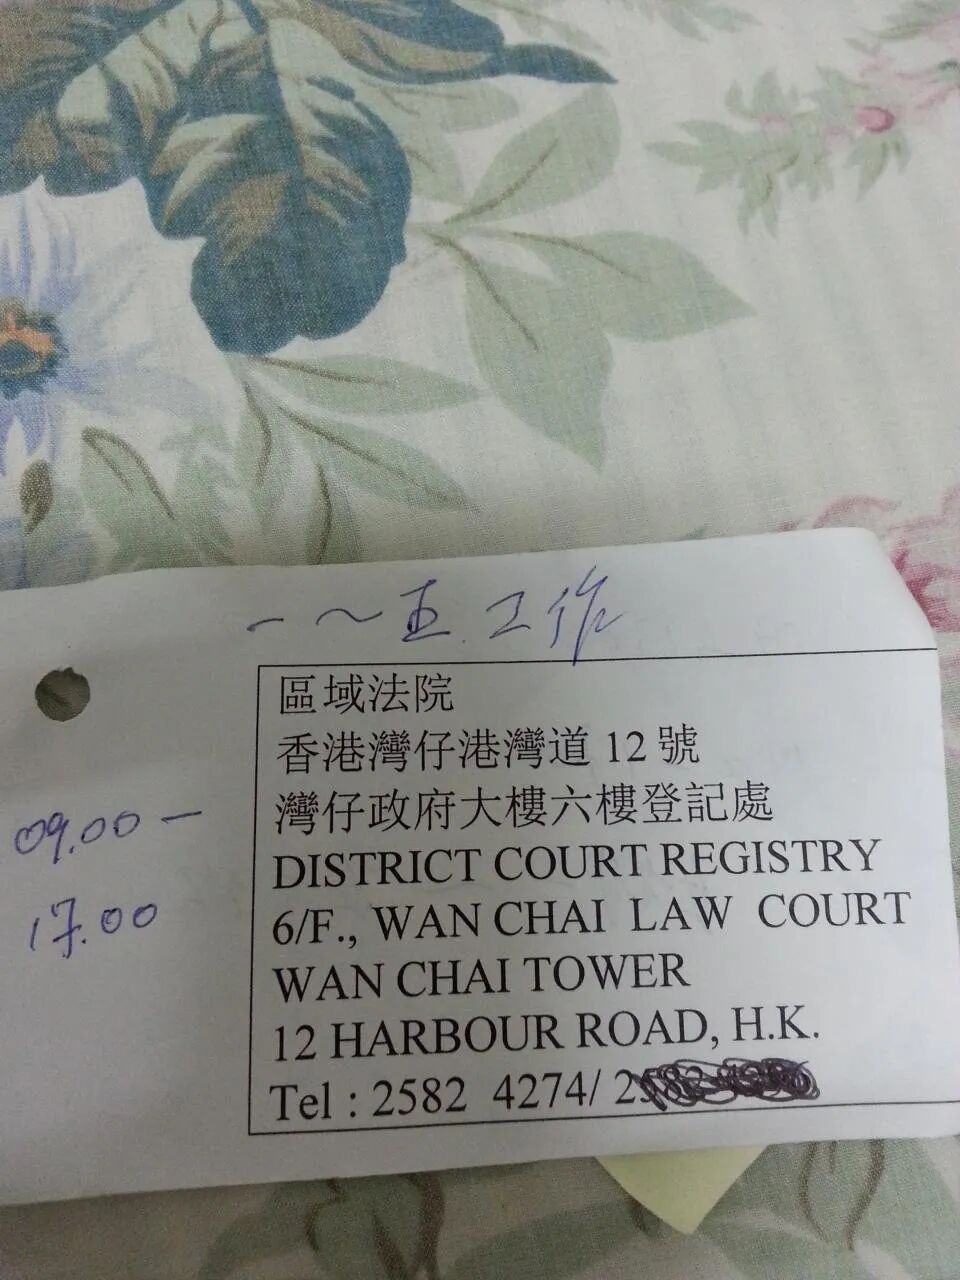 一～五 工作
區域法院
香港灣仔港灣道 12 號
灣仔政府大樓六樓登記處
09.00 —
17.00
DISTRICT COURT REGISTRY
6/F., WAN CHAI LAW COURT
WAN CHAI TOWER
12 HARBOUR ROAD, H.K.
Tel : 2582 4274/